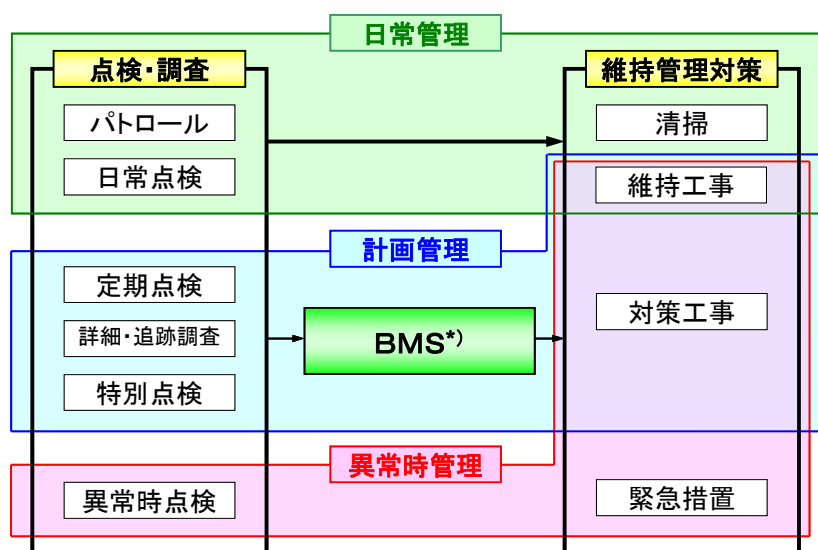 日常管理
点検・調査
維持管理対策
パトロール
清掃
日常点検
維持工事
計画管理
定期点検
対策工事
詳細・追跡調査
BMS*)
特別点検
異常時管理
異常時点検
緊急措置